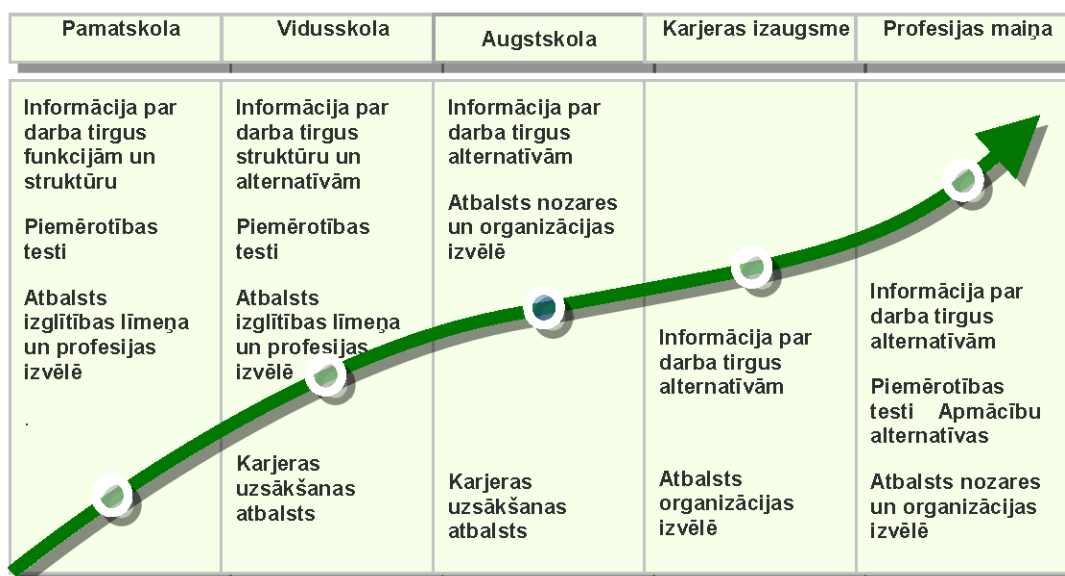 Pamatskola
Vidusskola
Augstskola
Karjeras izaugsme
Profesijas maiņa
Informācija par
darba tirgus
funkcijām un
struktūru
Piemērotības
testi
Atbalsts
izglītības līmeņa
un profesijas
izvēlē
.
Informācija par
darba tirgus
struktūru un
alternatīvām
Piemērotības
testi
Atbalsts
izglītības līmeņa
un profesijas
izvēlē
Karjeras
uzsākšanas
atbalsts
Informācija par
darba tirgus
alternatīvām
Atbalsts nozares
un organizācijas
izvēlē
Karjeras
uzsākšanas
atbalsts
Informācija par
darba tirgus
alternatīvām
Atbalsts
organizācijas
izvēlē
Informācija par
darba tirgus
alternatīvām
Piemērotības
testi Apmācību
alternatīvas
Atbalsts nozares
un organizācijas
izvēlē